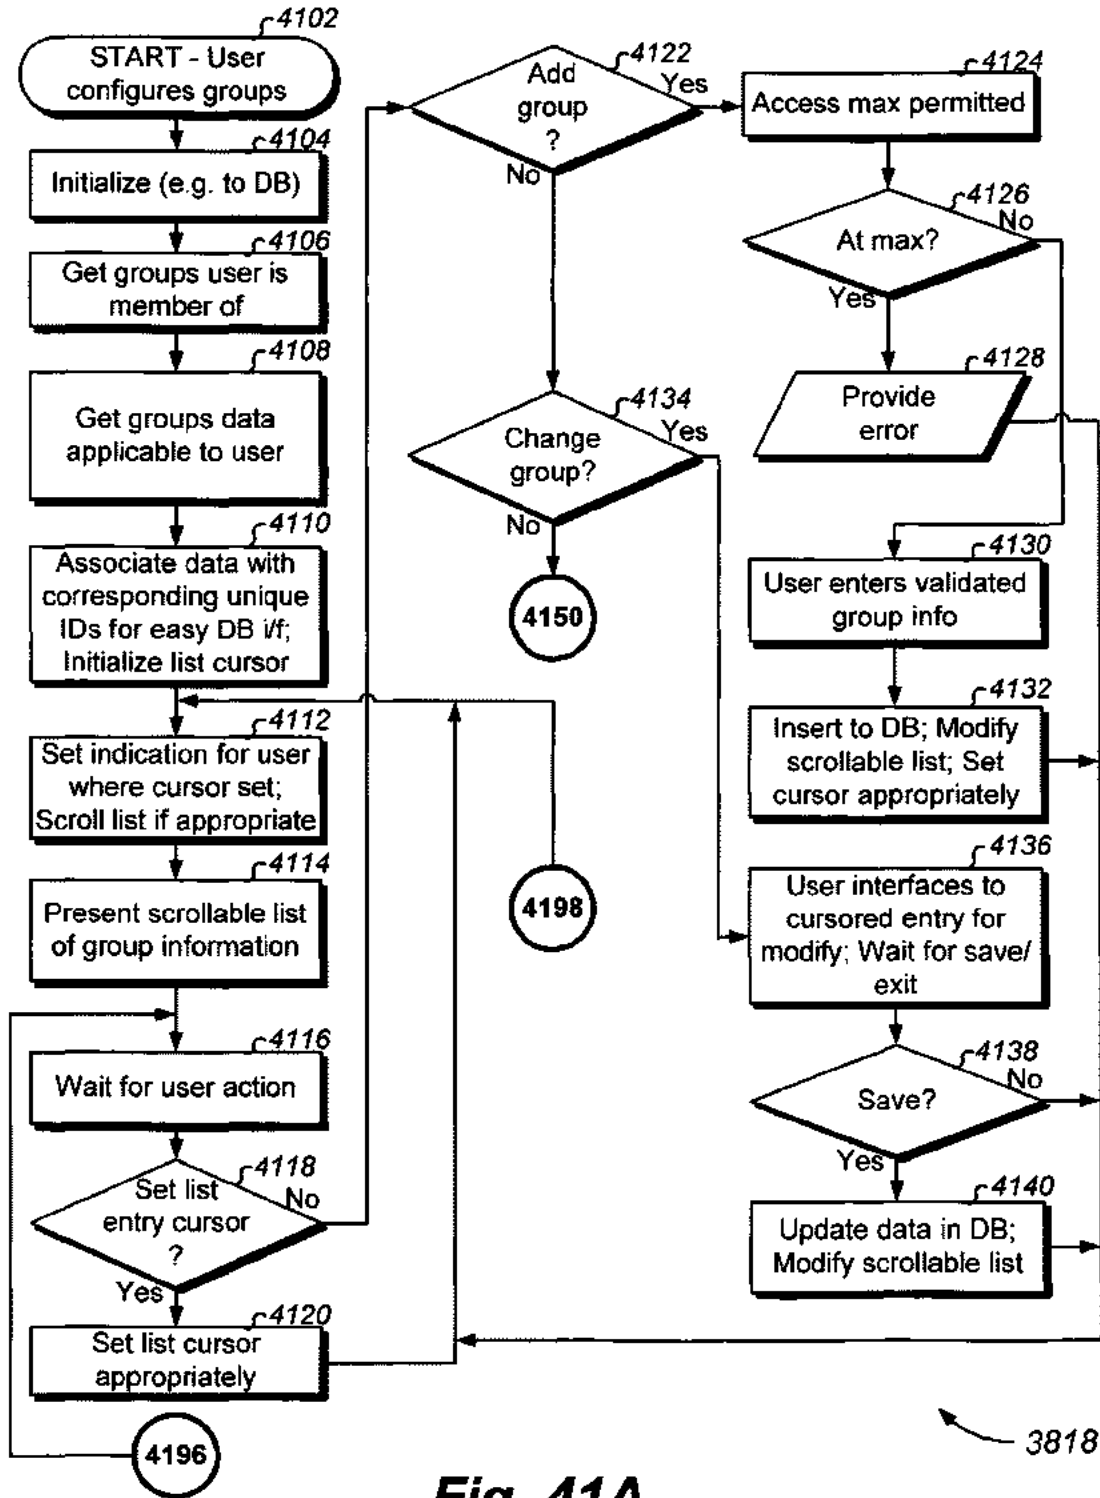 4102
START - User
configures groups
4104
Initialize (e.g. to DB)
4106
Get groups user is
member of
4108
Get groups data
applicable to user
4110
Associate data with
corresponding unique
IDs for easy DB i/f;
Initialize list cursor
4112
Set indication for user
where cursor set;
Scroll list if appropriate
4114
Present scrollable list
of group information
4116
Wait for user action
4118
Set list
entry cursor
?
No
Yes
4120
Set list cursor
appropriately
4196
4122
Add
group
?
Yes
No
4134
Change
group?
Yes
No
4150
4198
4124
Access max permitted
4126
At max?
No
Yes
4128
Provide
error
4130
User enters validated
group info
4132
Insert to DB; Modify
scrollable list; Set
cursor appropriately
4136
User interfaces to
cursored entry for
modify; Wait for save/
exit
4138
Save?
No
Yes
4140
Update data in DB;
Modify scrollable list
3818
Fig. 41A